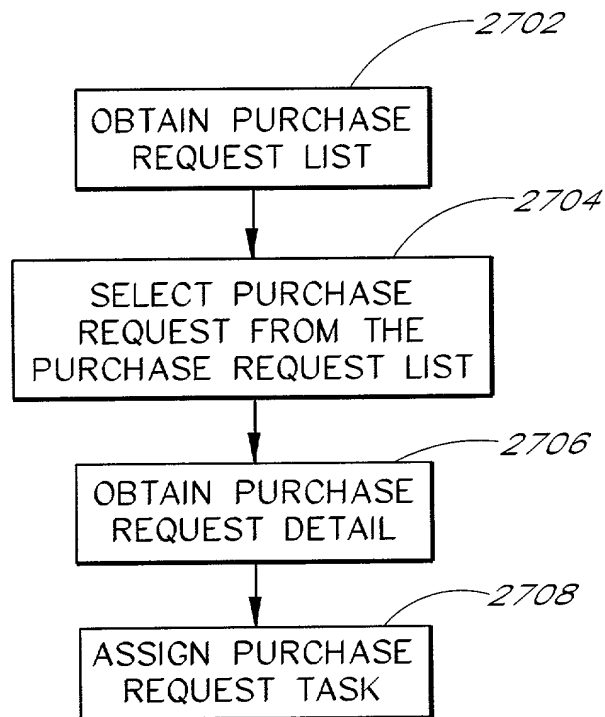 2702
OBTAIN PURCHASE
REQUEST LIST
2704
SELECT PURCHASE
REQUEST FROM THE
PURCHASE REQUEST LIST
2706
OBTAIN PURCHASE
REQUEST DETAIL
2708
ASSIGN PURCHASE
REQUEST TASK